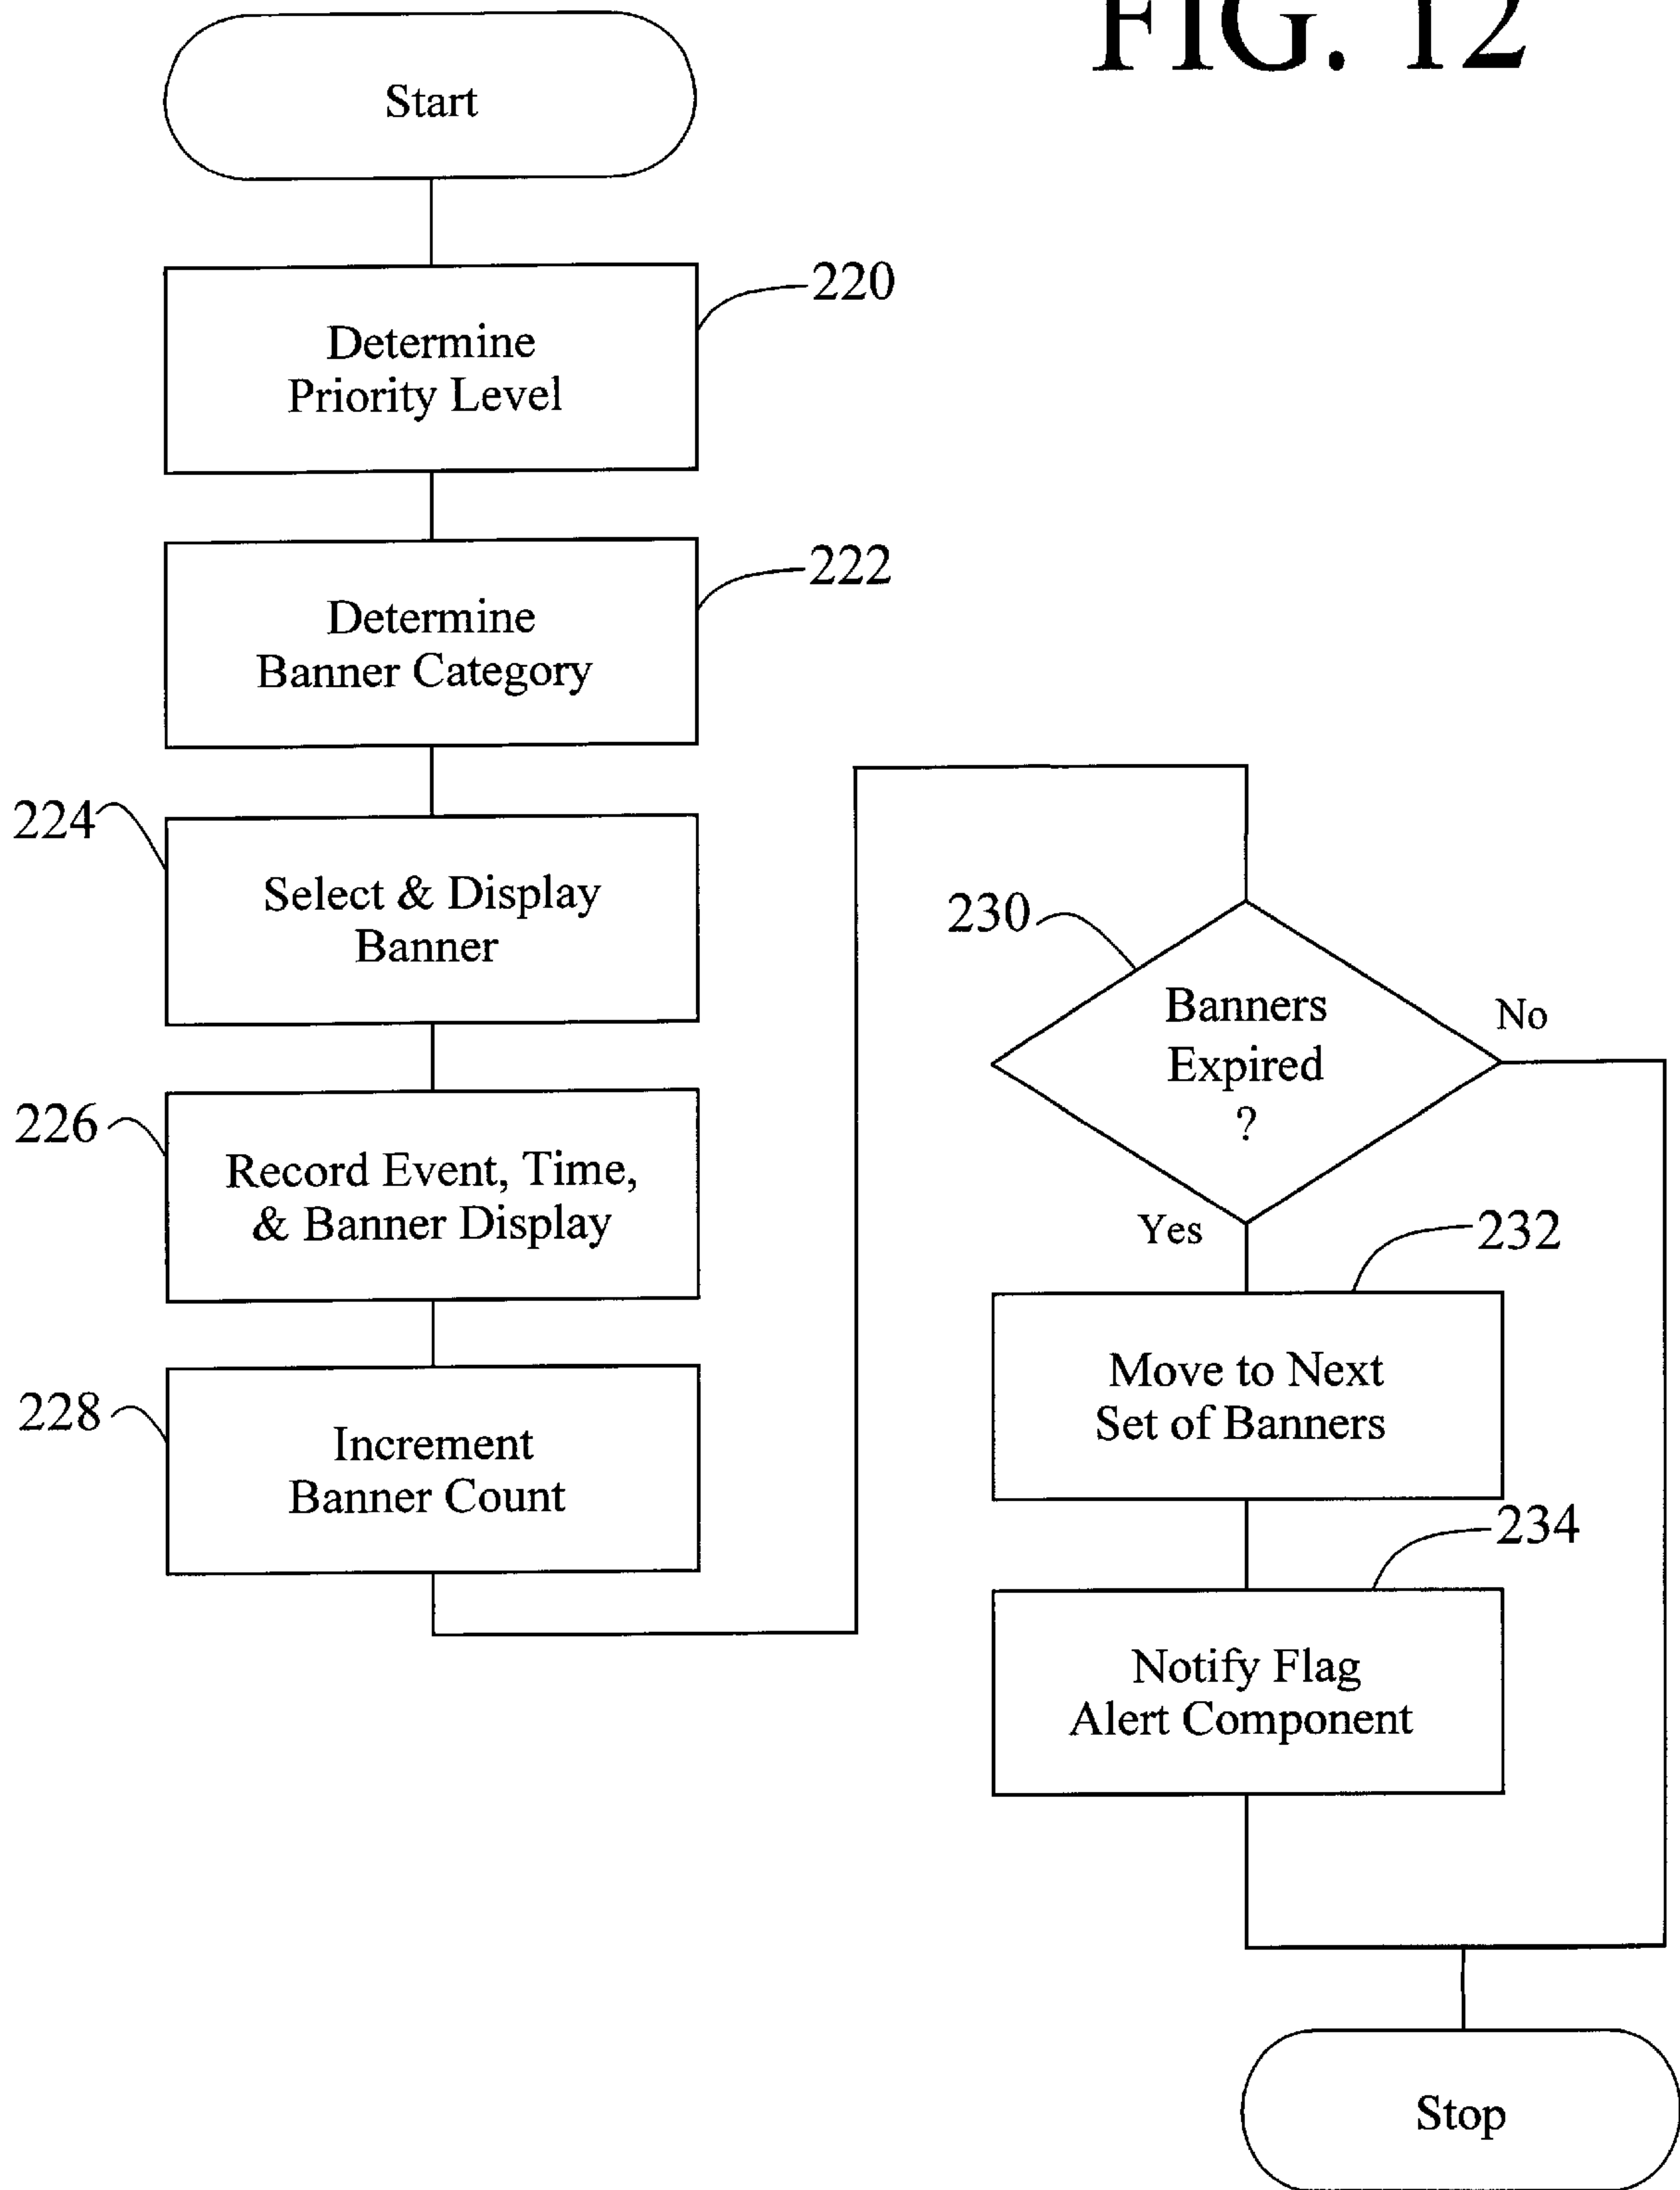 FIG. 12
Start
220
Determine
Priority Level
222
Determine
Banner Category
224
Select & Display
Banner
226
Record Event, Time,
& Banner Display
228
Increment
Banner Count
230
Banners
Expired
?
No
Yes
232
Move to Next
Set of Banners
234
Notify Flag
Alert Component
Stop